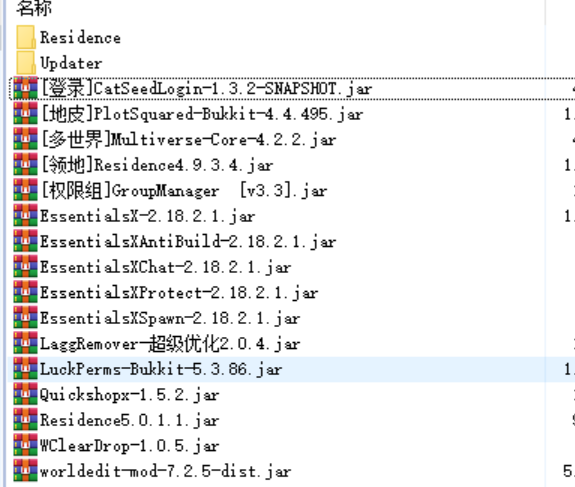 名称
Residence
Updater
[登录]CatSeedLogin-1.3.2-SNAPSHOT.jar
[地皮]PlotSquared-Bukkit-4.4.495.jar
[多世界]Multiverse-Core-4.2.2.jar
[领地]Residence4.9.3.4.jar
[权限组]GroupManager  [v3.3].jar
EssentialsX-2.18.2.1.jar
EssentialsXAntiBuild-2.18.2.1.jar
EssentialsXChat-2.18.2.1.jar
EssentialsXProtect-2.18.2.1.jar
EssentialsXSpawn-2.18.2.1.jar
LaggRemover-超级优化2.0.4.jar
LuckPerms-Bukkit-5.3.86.jar
Quickshopx-1.5.2.jar
Residence5.0.1.1.jar
WClearDrop-1.0.5.jar
worldedit-mod-7.2.5-dist.jar